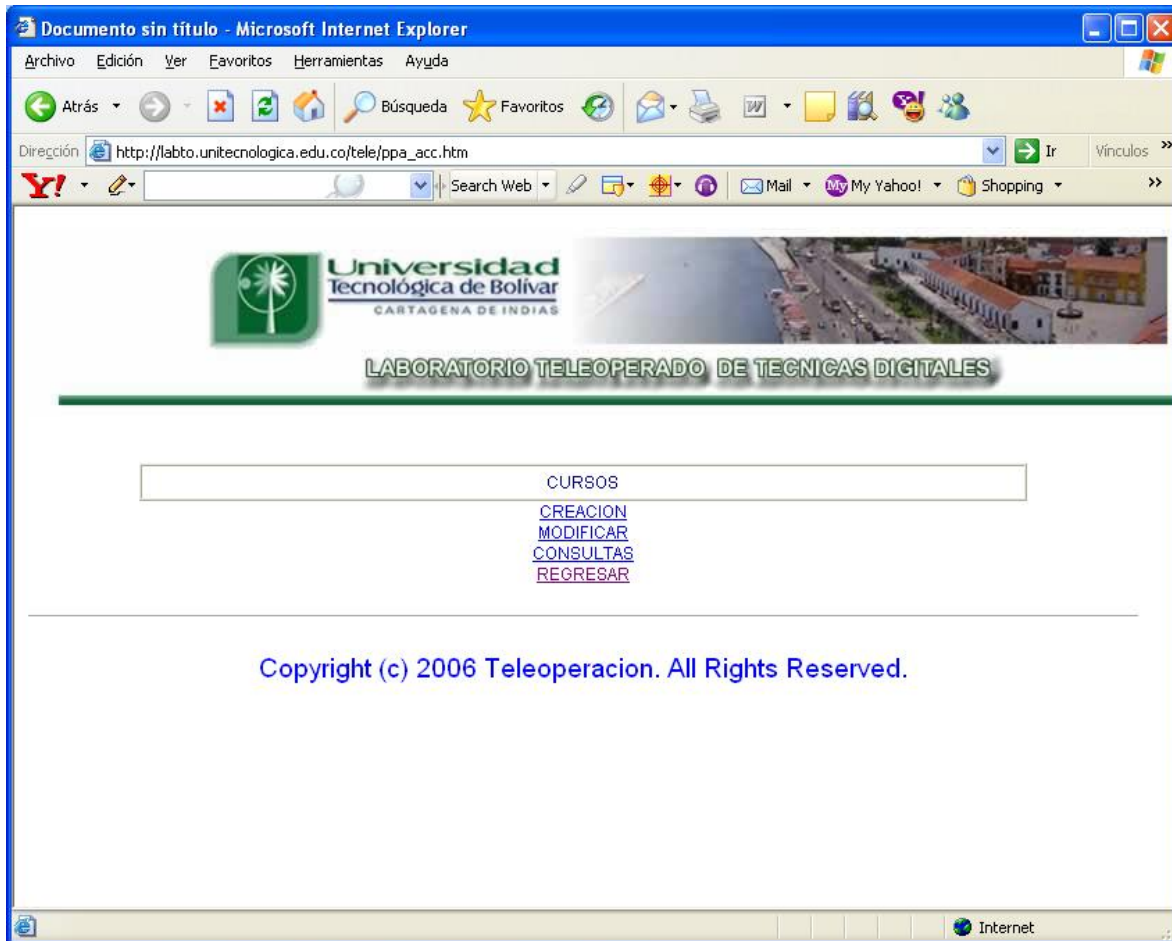 Documento sin título - Microsoft Internet Explorer
Archivo Edición Ver Favoritos Herramientas Ayuda
Atrás Búsqueda Favoritos
Dirección http://labto.unitecnologica.edu.co/tele/ppa_acc.htm Ir Vínculos »
Y! Search Web Mail My My Yahoo! Shopping »
Universidad
Tecnológica de Bolívar
CARTAGENA DE INDIAS
LABORATORIO TELEOPERADO DE TECNICAS DIGITALES
CURSOS
CREACION
MODIFICAR
CONSULTAS
REGRESAR
Copyright (c) 2006 Teleoperacion. All Rights Reserved.
Internet